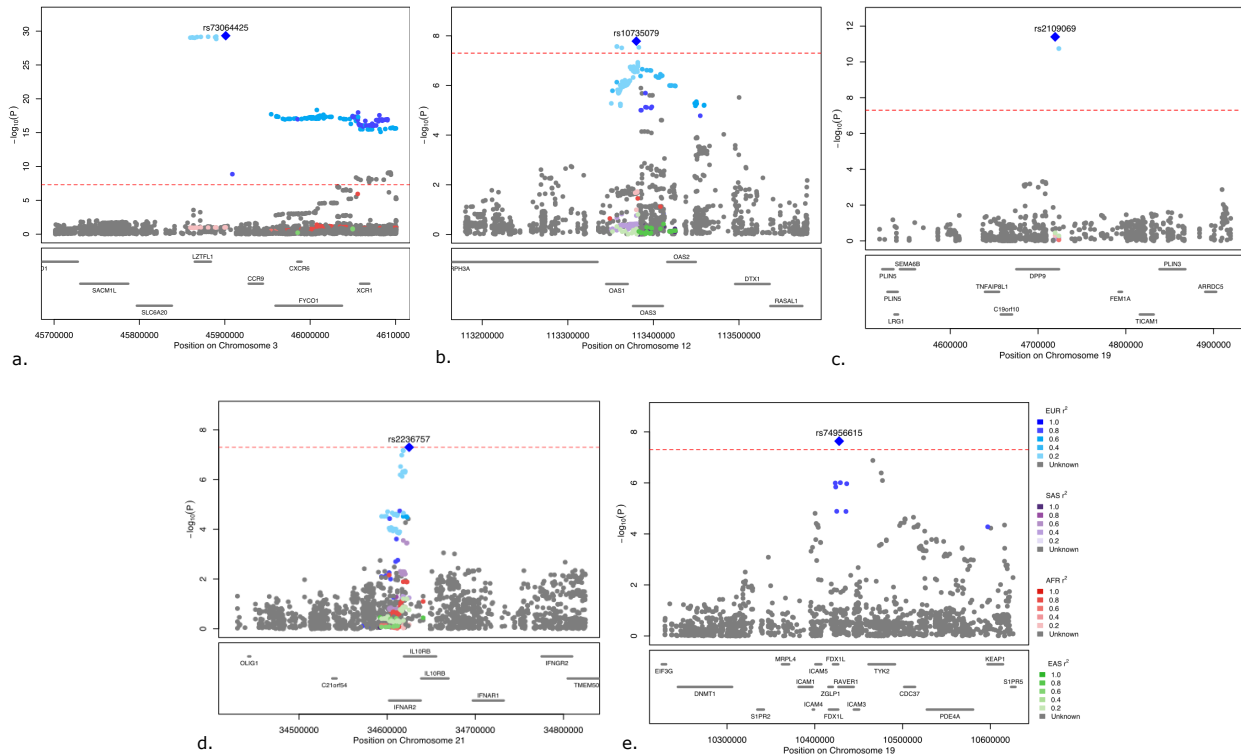 rs73064425
−log₁₀(P)
30
25
20
15
10
5
0
D1
LZTFL1
CXCR6
CCR9
SACM1L
XCR1
SLC6A20
FYCO1
45700000 45800000 45900000 46000000 4610000
Position on Chromosome 3
a.
rs10735079
−log₁₀(P)
8
6
4
2
0
RPH3A
OAS2
OAS1
DTX1
OAS3
RASAL1
113200000 113300000 113400000 113500000
Position on Chromosome 12
b.
rs2109069
−log₁₀(P)
12
10
8
6
4
2
0
PLIN5
SEMA6B
DPP9
PLIN3
PLIN5
TNFAIP8L1
FEM1A
ARRDC5
LRG1
C19orf10
TICAM1
4600000 4700000 4800000 4900000
Position on Chromosome 19
c.
rs2236757
−log₁₀(P)
8
6
4
2
0
OLIG1
IL10RB
IFNGR2
C21orf54
IL10RB
TMEM50
IFNAR2
IFNAR1
34500000 34600000 34700000 34800000
Position on Chromosome 21
d.
rs74956615
−log₁₀(P)
8
6
4
2
0
EIF3G
MRPL4
ICAM5
FDX1L
TYK2
KEAP1
DNMT1
ICAM1
ZGLP1
RAVER1
CDC37
S1PR5
S1PR2
ICAM4
FDX1L
ICAM3
PDE4A
10300000 10400000 10500000 10600000
Position on Chromosome 19
e.
EUR r²
1.0
0.8
0.6
0.4
0.2
Unknown
SAS r²
1.0
0.8
0.6
0.4
0.2
Unknown
AFR r²
1.0
0.8
0.6
0.4
0.2
Unknown
EAS r²
1.0
0.8
0.6
0.4
0.2
Unknown